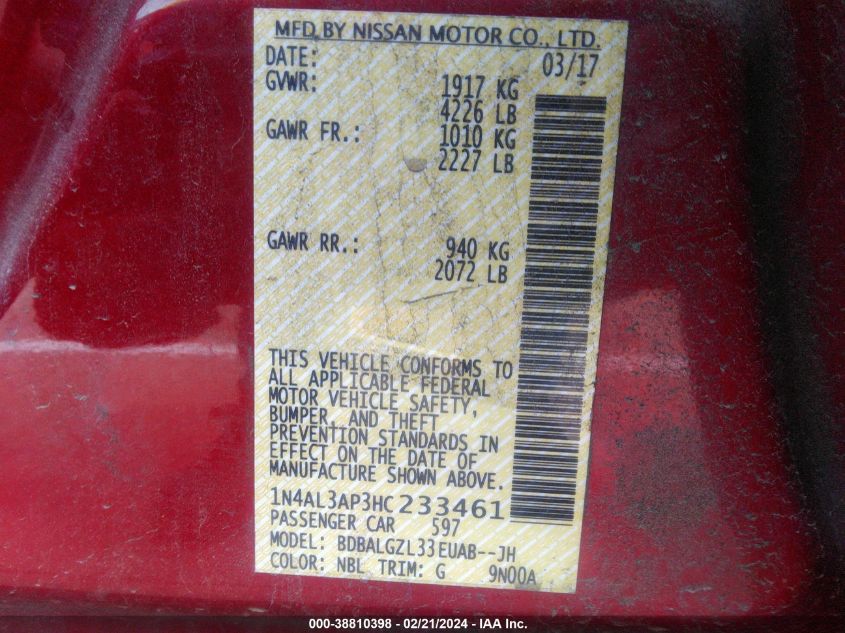 MFD BY NISSAN MOTOR CO., LTD.
DATE: 03/17
GVWR: 1917 KG
4226 LB
GAWR FR.: 1010 KG
2227 LB
GAWR RR.: 940 KG
2072 LB
THIS VEHICLE CONFORMS TO
ALL APPLICABLE FEDERAL
MOTOR VEHICLE SAFETY,
BUMPER, AND THEFT
PREVENTION STANDARDS IN
EFFECT ON THE DATE OF
MANUFACTURE SHOWN ABOVE.
1N4AL3AP3HC233461
PASSENGER CAR 597
MODEL: BDBALGZL33EUAB--JH
COLOR: NBL TRIM: G 9N00A
000-38810398 - 02/21/2024 - IAA Inc.